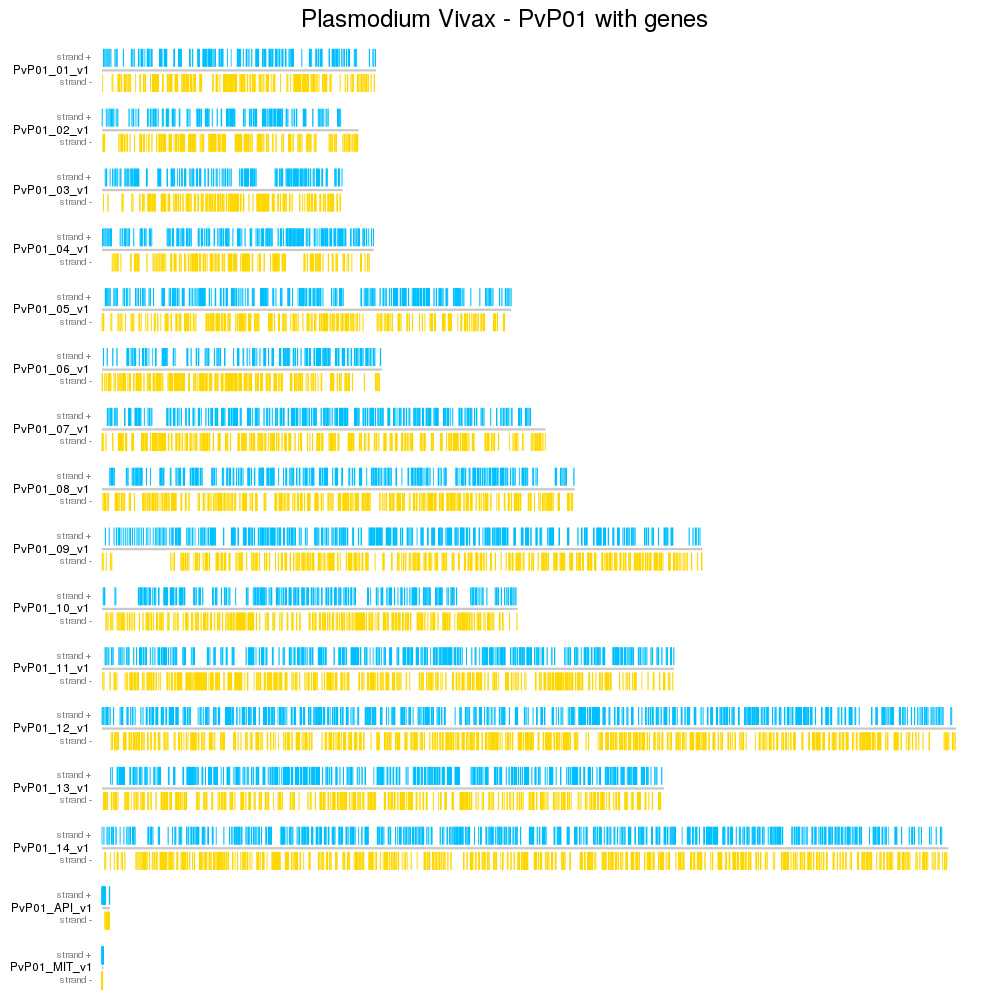 Plasmodium Vivax - PvP01 with genes
strand +
PvP01_01_v1
strand -
strand +
PvP01_02_v1
strand -
strand +
PvP01_03_v1
strand -
strand +
PvP01_04_v1
strand -
strand +
PvP01_05_v1
strand -
strand +
PvP01_06_v1
strand -
strand +
PvP01_07_v1
strand -
strand +
PvP01_08_v1
strand -
strand +
PvP01_09_v1
strand -
strand +
PvP01_10_v1
strand -
strand +
PvP01_11_v1
strand -
strand +
PvP01_12_v1
strand -
strand +
PvP01_13_v1
strand -
strand +
PvP01_14_v1
strand -
strand +
PvP01_API_v1
strand -
strand +
PvP01_MIT_v1
strand -